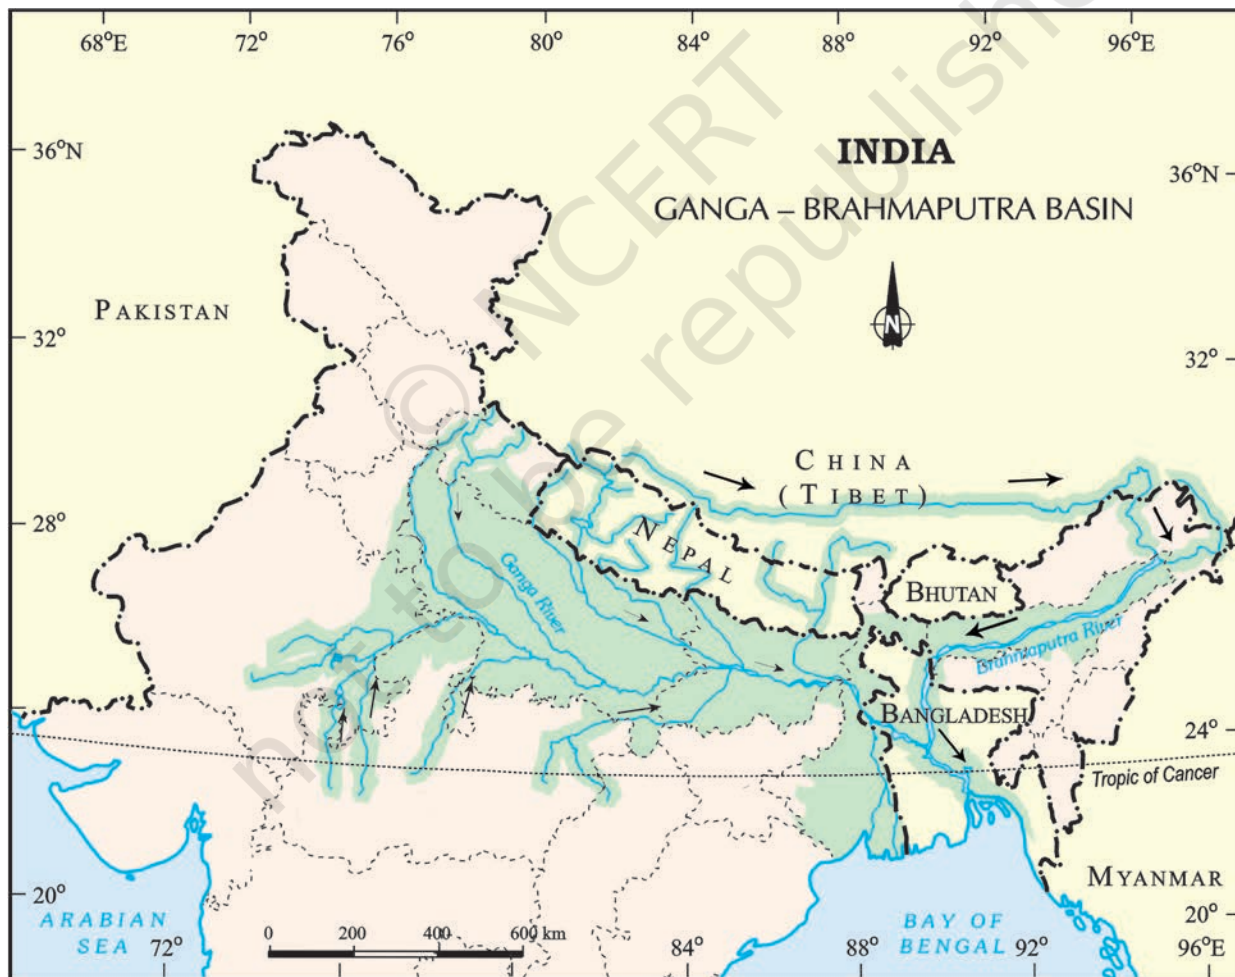 68°E 72° 76° 80° 84° 88° 92° 96°E
36°N
INDIA
36°N
GANGA – BRAHMAPUTRA BASIN
PAKISTAN
N
32°
32°
CHINA
(TIBET)
28°
NEPAL
Ganga River
BHUTAN
Brahmaputra River
BANGLADESH
24°
Tropic of Cancer
MYANMAR
20°
20°
ARABIAN
SEA
BAY OF
BENGAL
0 200 400 600 km
72° 84° 88° 92° 96°E
© NCERT
not to be republishe